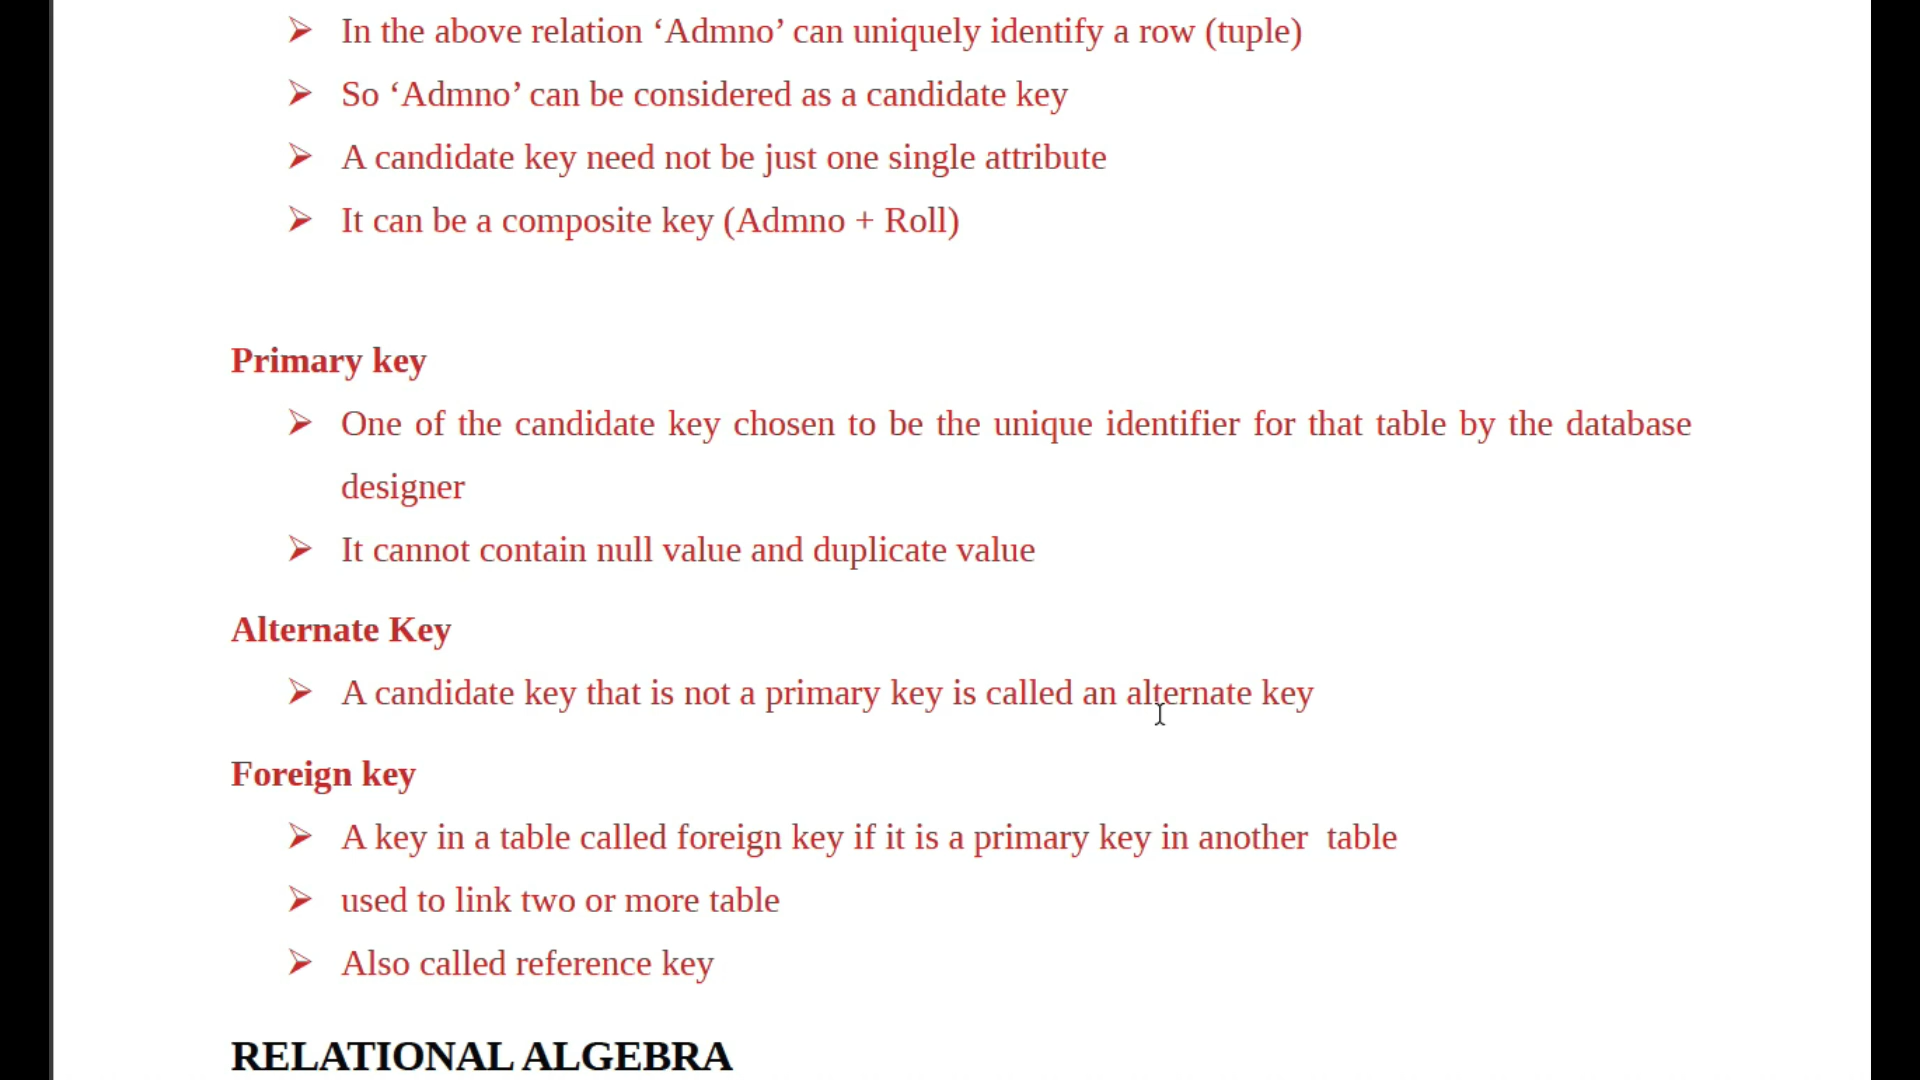 ➢ In the above relation ‘Admno’ can uniquely identify a row (tuple)
➢ So ‘Admno’ can be considered as a candidate key
➢ A candidate key need not be just one single attribute
➢ It can be a composite key (Admno + Roll)
Primary key
➢ One of the candidate key chosen to be the unique identifier for that table by the database
designer
➢ It cannot contain null value and duplicate value
Alternate Key
➢ A candidate key that is not a primary key is called an alternate key
Foreign key
➢ A key in a table called foreign key if it is a primary key in another  table
➢ used to link two or more table
➢ Also called reference key
RELATIONAL ALGEBRA